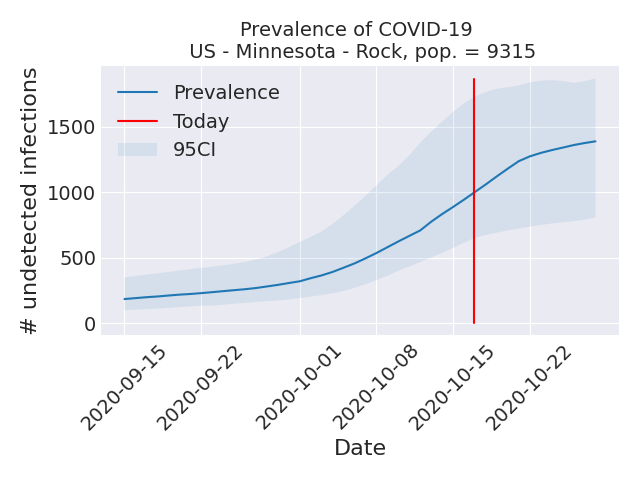 Prevalence of COVID-19
US - Minnesota - Rock, pop. = 9315
Prevalence
Today
95CI
# undetected infections
1500
1000
500
0
2020-09-15
2020-09-22
2020-10-01
2020-10-08
2020-10-15
2020-10-22
Date